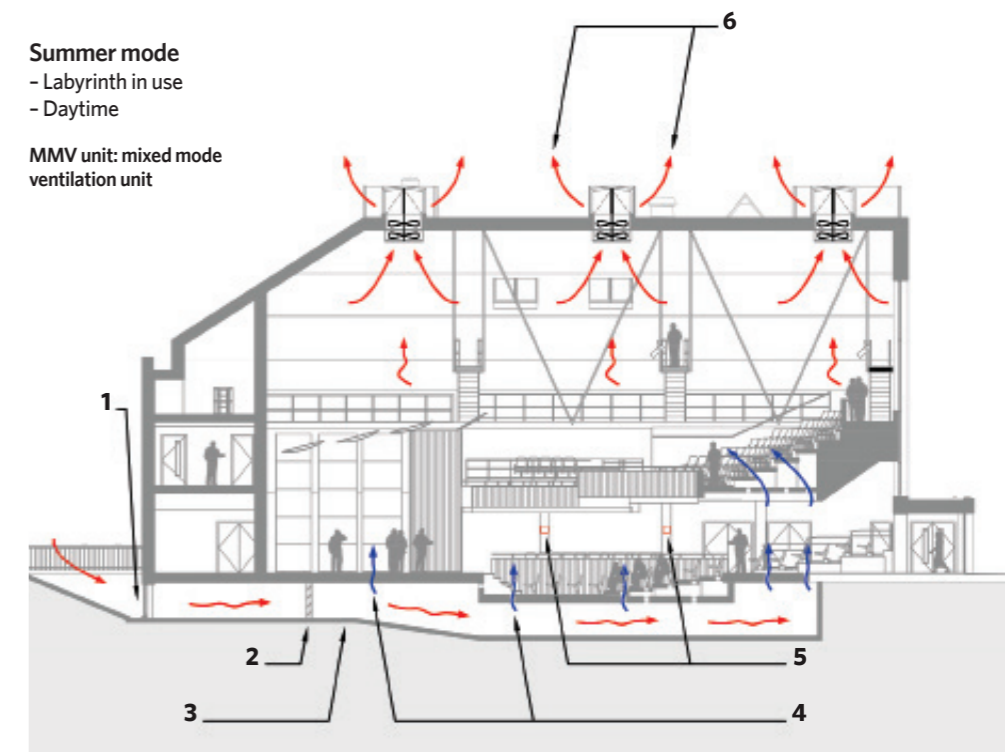 Summer mode
– Labyrinth in use
– Daytime
MMV unit: mixed mode
ventilation unit
6
1
2
5
3
4